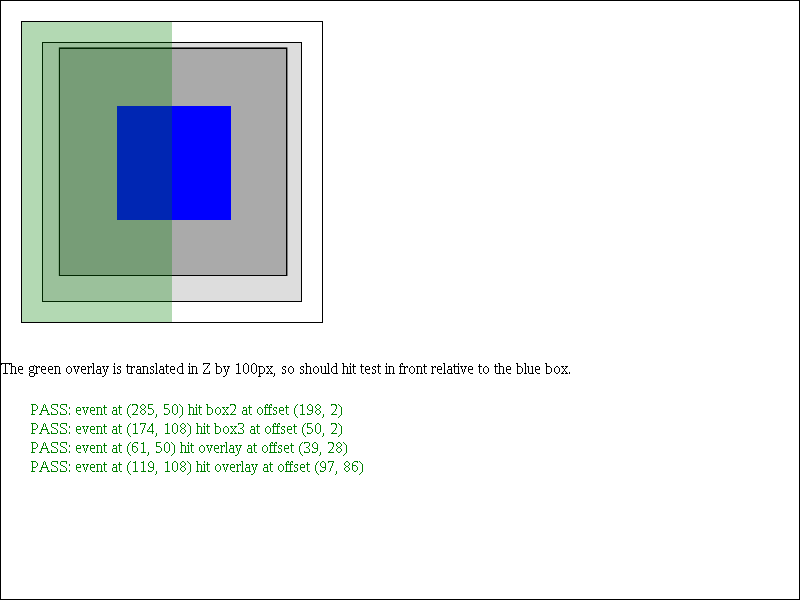 The green overlay is translated in Z by 100px, so should hit test in front relative to the blue box.
PASS: event at (285, 50) hit box2 at offset (198, 2)
PASS: event at (174, 108) hit box3 at offset (50, 2)
PASS: event at (61, 50) hit overlay at offset (39, 28)
PASS: event at (119, 108) hit overlay at offset (97, 86)